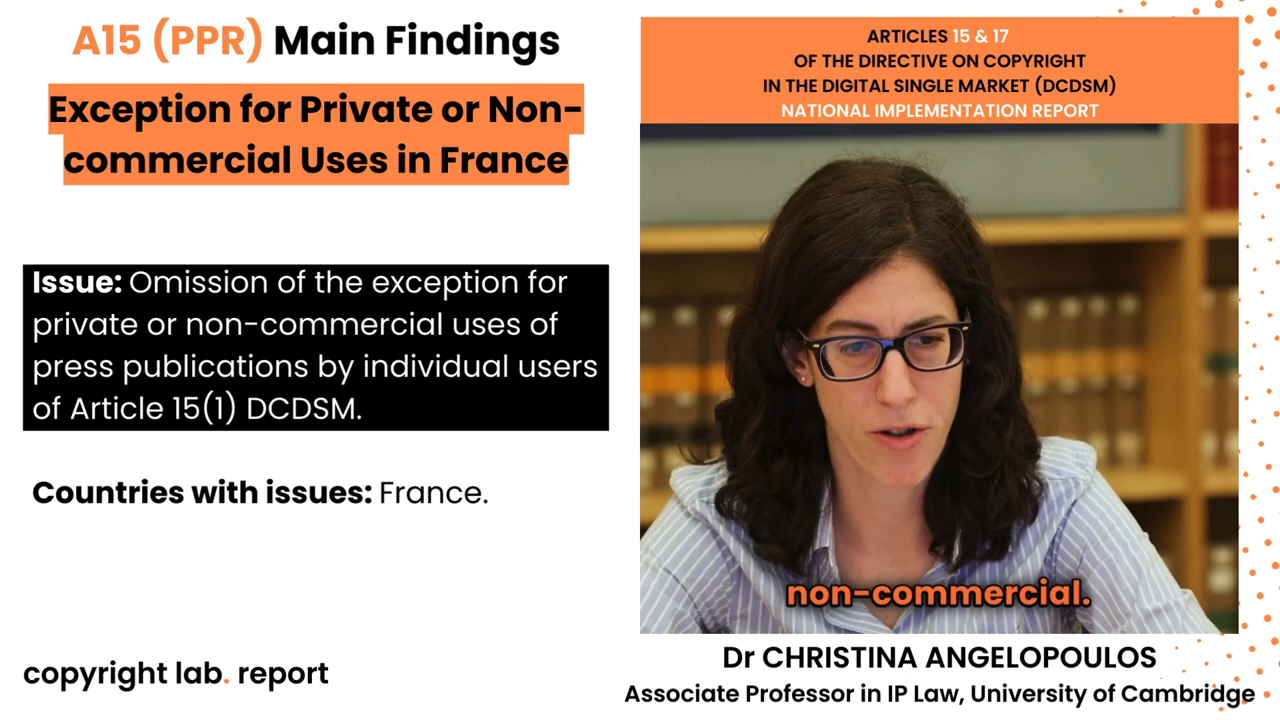 A15 (PPR) Main Findings
Exception for Private or Non-
commercial Uses in France
Issue: Omission of the exception for
private or non-commercial uses of
press publications by individual users
of Article 15(1) DCDSM.
Countries with issues: France.
copyright lab. report
ARTICLES 15 & 17
OF THE DIRECTIVE ON COPYRIGHT
IN THE DIGITAL SINGLE MARKET (DCDSM)
NATIONAL IMPLEMENTATION REPORT
non-commercial.
Dr CHRISTINA ANGELOPOULOS
Associate Professor in IP Law, University of Cambridge